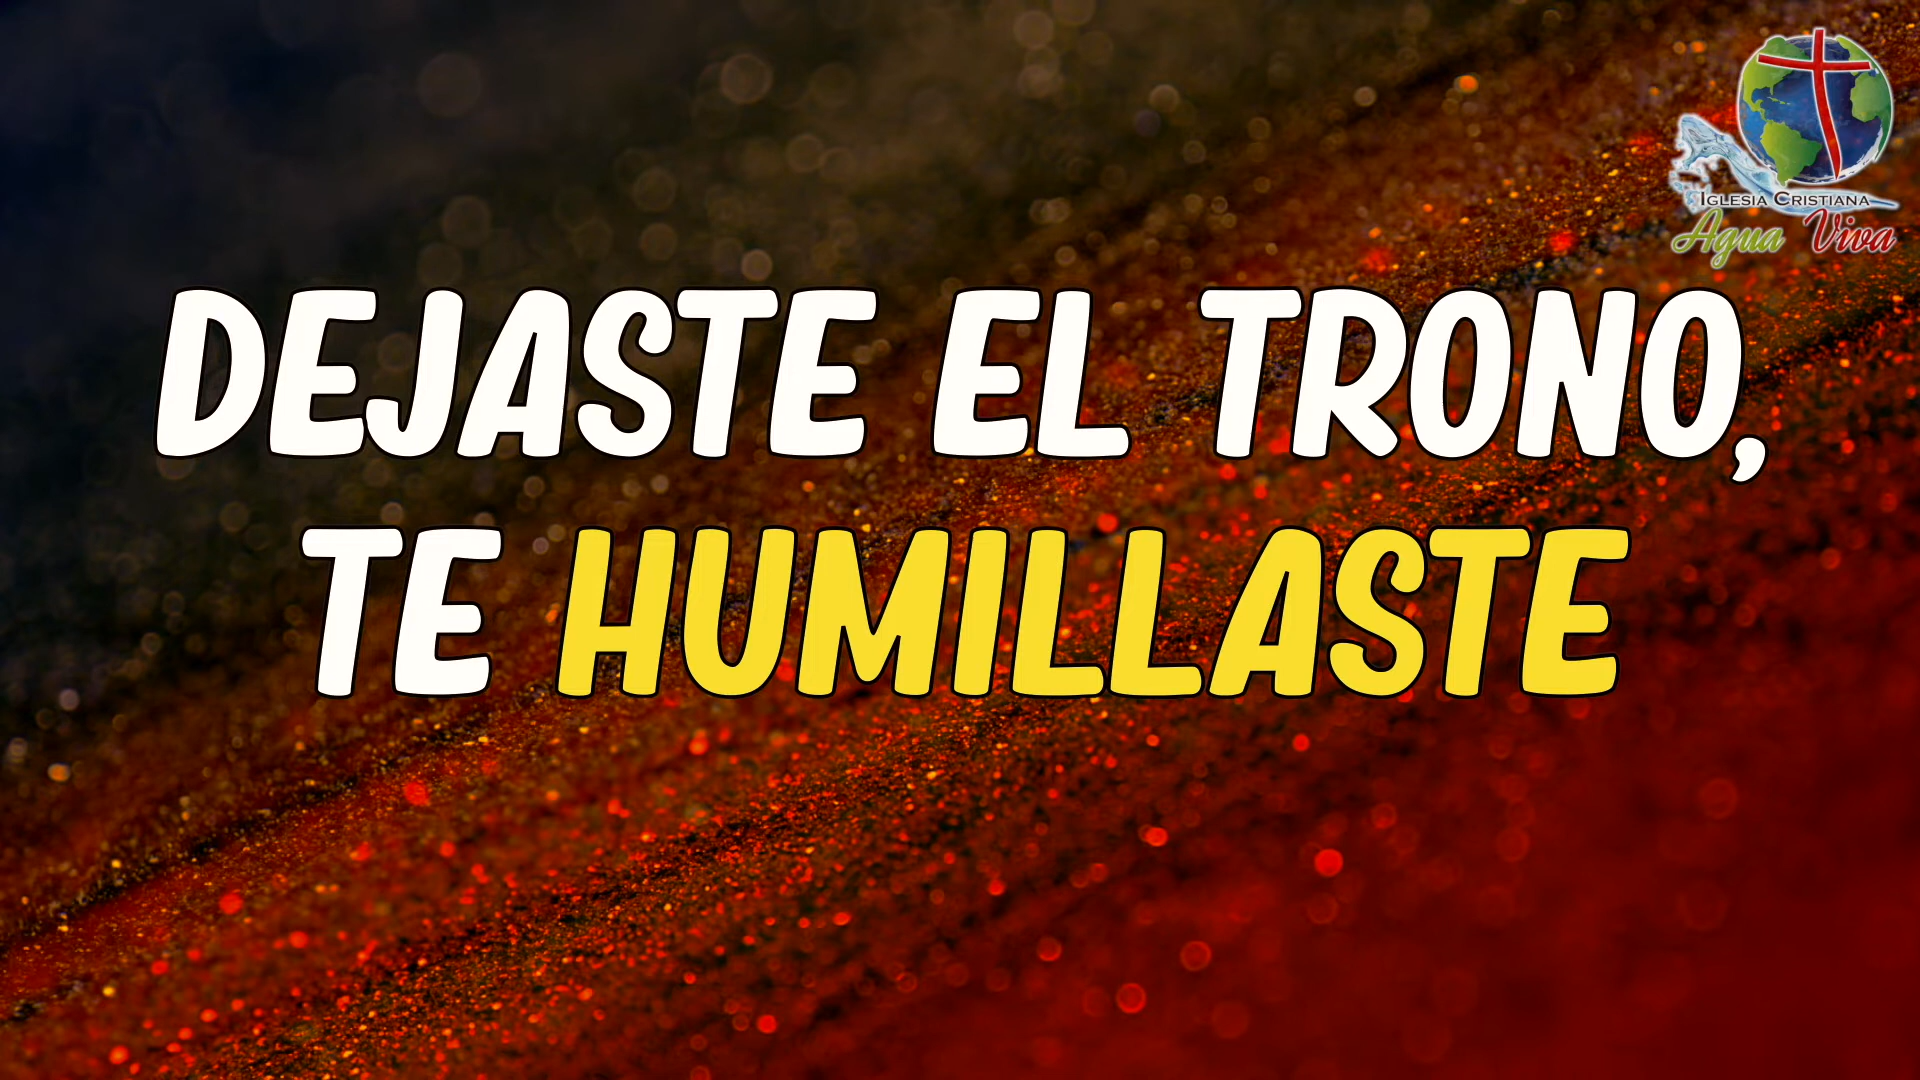 IGLESIA CRISTIANA
Agua Viva
DEJASTE EL TRONO,
TE HUMILLASTE